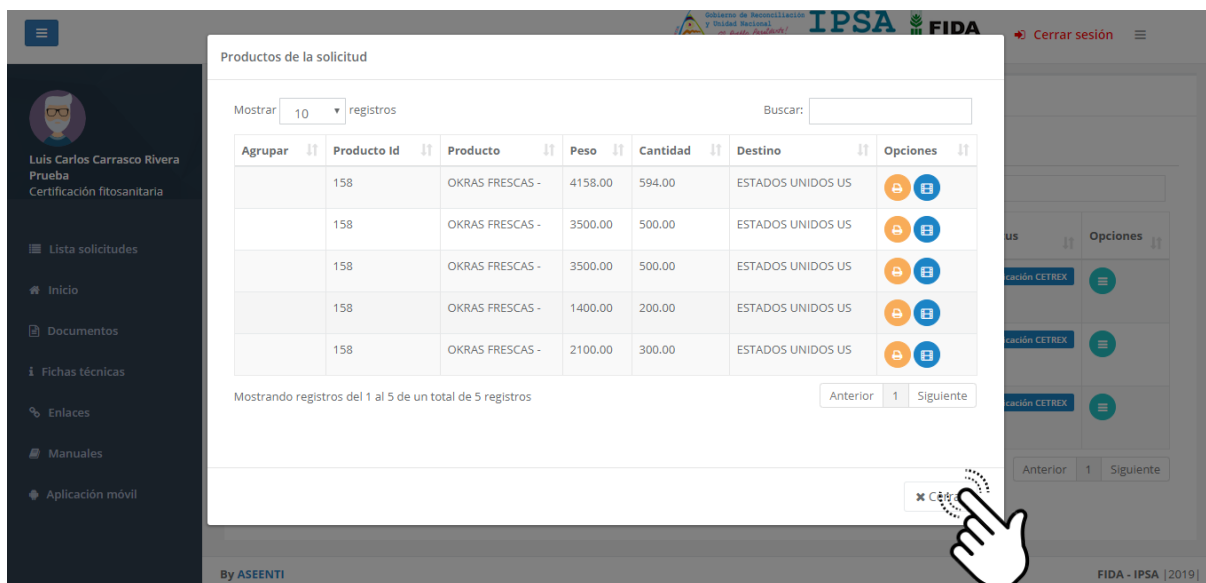 Gobierno de Reconciliación
y Unidad Nacional
IPSA
FIDA
Cerrar sesión
Luis Carlos Carrasco Rivera
Prueba
Certificación fitosanitaria
Lista solicitudes
Inicio
Documentos
Fichas técnicas
Enlaces
Manuales
Aplicación móvil
Productos de la solicitud
Mostrar 10 registros
Buscar:
Agrupar Producto Id Producto Peso Cantidad Destino Opciones
158 OKRAS FRESCAS - 4158.00 594.00 ESTADOS UNIDOS US
158 OKRAS FRESCAS - 3500.00 500.00 ESTADOS UNIDOS US
158 OKRAS FRESCAS - 3500.00 500.00 ESTADOS UNIDOS US
158 OKRAS FRESCAS - 1400.00 200.00 ESTADOS UNIDOS US
158 OKRAS FRESCAS - 2100.00 300.00 ESTADOS UNIDOS US
Mostrando registros del 1 al 5 de un total de 5 registros
Anterior 1 Siguiente
Opciones
CETREX
CETREX
CETREX
Anterior 1 Siguiente
By ASEENTI
FIDA - IPSA |2019|